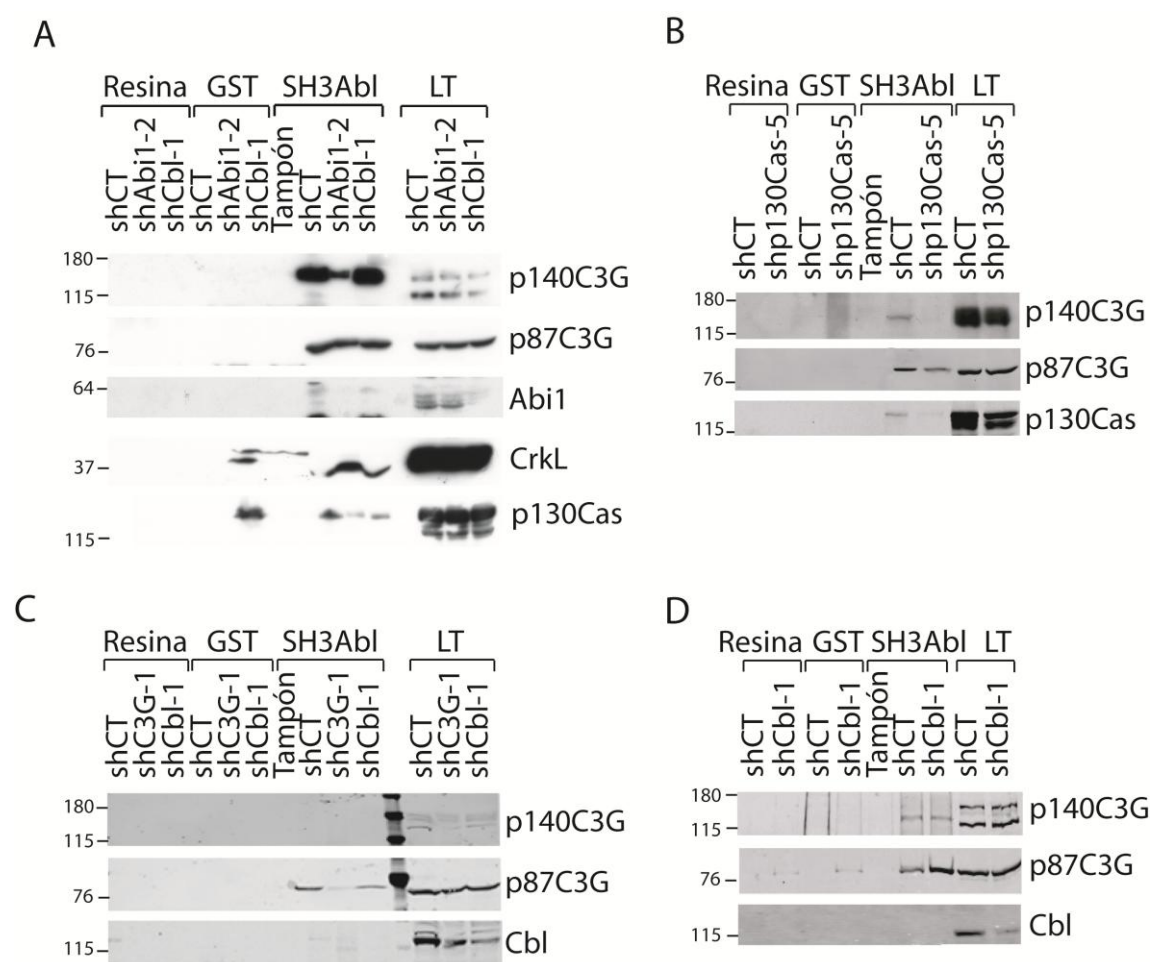 A
Resina GST SH3Abl LT
shCT shAbi1-2 shCbl-1 shCT shAbi1-2 shCbl-1 Tampón shCT shAbi1-2 shCbl-1 shCT shAbi1-2 shCbl-1
180
115
p140C3G
76
p87C3G
64
Abi1
37
CrkL
p130Cas
115
B
Resina GST SH3Abl LT
shCT shp130Cas-5 shCT shp130Cas-5 Tampón shCT shp130Cas-5 shCT shp130Cas-5
180
115
p140C3G
76
p87C3G
115
p130Cas
C
Resina GST SH3Abl LT
shCT shC3G-1 shCbl-1 shCT shC3G-1 shCbl-1 Tampón shCT shC3G-1 shCbl-1 shCT shC3G-1 shCbl-1
180
115
p140C3G
76
p87C3G
115
Cbl
D
Resina GST SH3Abl LT
shCT shCbl-1 shCT shCbl-1 Tampón shCT shCbl-1 shCT shCbl-1
180
115
p140C3G
76
p87C3G
115
Cbl